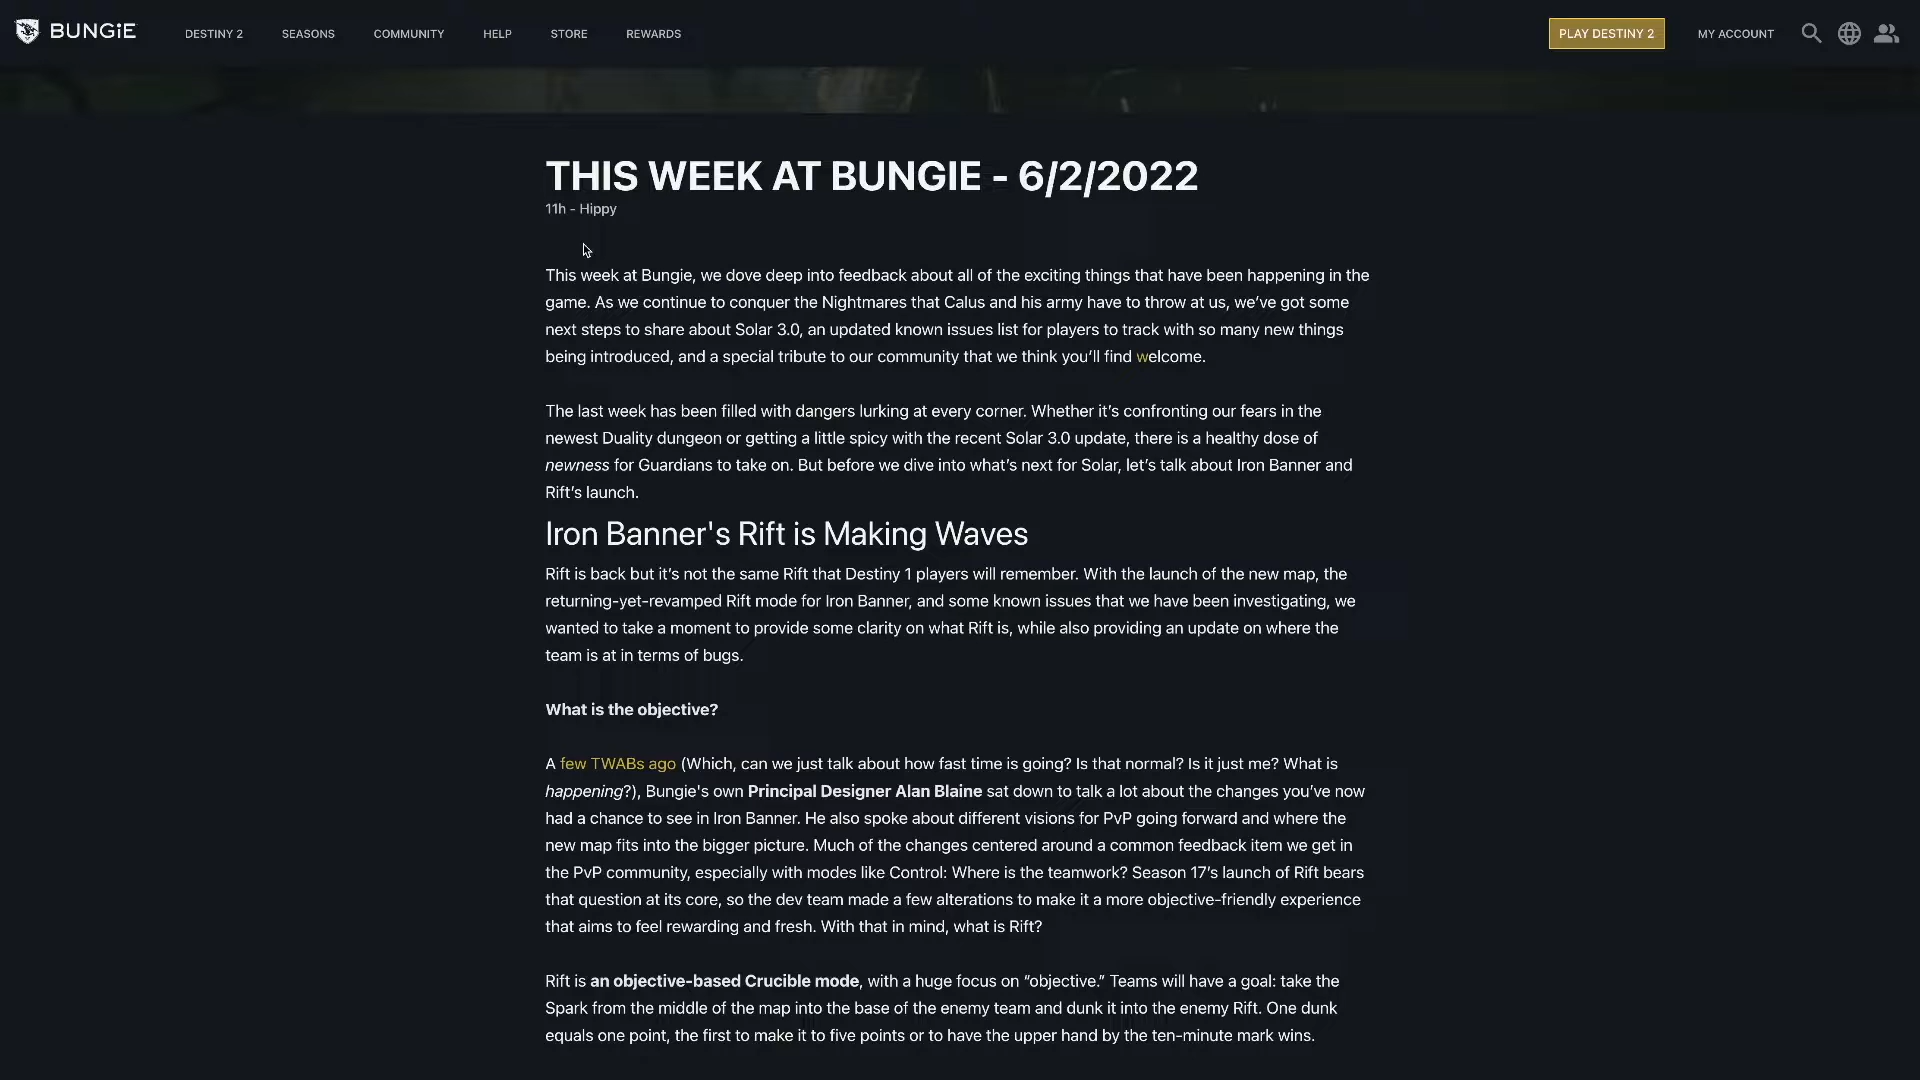 BUNGiE
DESTINY 2 SEASONS COMMUNITY HELP STORE REWARDS PLAY DESTINY 2 MY ACCOUNT
THIS WEEK AT BUNGIE - 6/2/2022
11h - Hippy
This week at Bungie, we dove deep into feedback about all of the exciting things that have been happening in the
game. As we continue to conquer the Nightmares that Calus and his army have to throw at us, we’ve got some
next steps to share about Solar 3.0, an updated known issues list for players to track with so many new things
being introduced, and a special tribute to our community that we think you’ll find welcome.
The last week has been filled with dangers lurking at every corner. Whether it’s confronting our fears in the
newest Duality dungeon or getting a little spicy with the recent Solar 3.0 update, there is a healthy dose of
newness for Guardians to take on. But before we dive into what’s next for Solar, let’s talk about Iron Banner and
Rift’s launch.
Iron Banner's Rift is Making Waves
Rift is back but it’s not the same Rift that Destiny 1 players will remember. With the launch of the new map, the
returning-yet-revamped Rift mode for Iron Banner, and some known issues that we have been investigating, we
wanted to take a moment to provide some clarity on what Rift is, while also providing an update on where the
team is at in terms of bugs.
What is the objective?
A few TWABs ago (Which, can we just talk about how fast time is going? Is that normal? Is it just me? What is
happening?), Bungie's own Principal Designer Alan Blaine sat down to talk a lot about the changes you’ve now
had a chance to see in Iron Banner. He also spoke about different visions for PvP going forward and where the
new map fits into the bigger picture. Much of the changes centered around a common feedback item we get in
the PvP community, especially with modes like Control: Where is the teamwork? Season 17’s launch of Rift bears
that question at its core, so the dev team made a few alterations to make it a more objective-friendly experience
that aims to feel rewarding and fresh. With that in mind, what is Rift?
Rift is an objective-based Crucible mode, with a huge focus on “objective.” Teams will have a goal: take the
Spark from the middle of the map into the base of the enemy team and dunk it into the enemy Rift. One dunk
equals one point, the first to make it to five points or to have the upper hand by the ten-minute mark wins.